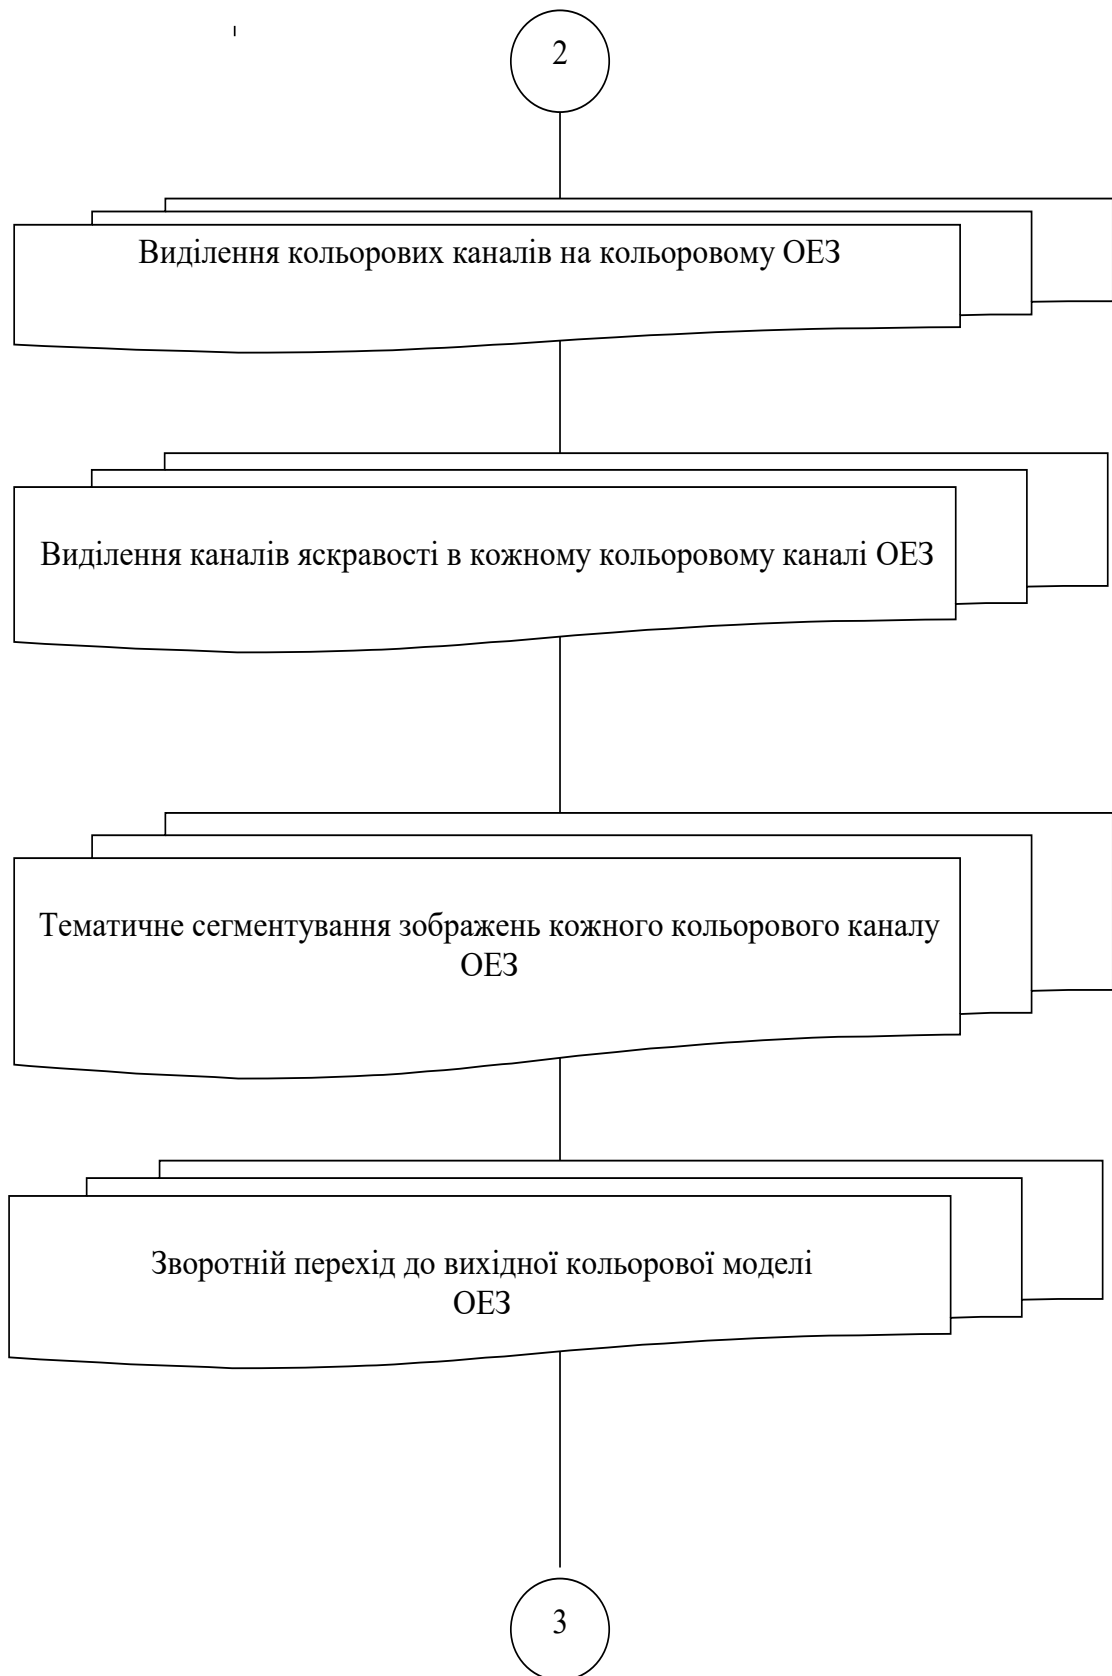 2
Виділення кольорових каналів на кольоровому ОЕЗ
Виділення каналів яскравості в кожному кольоровому каналі ОЕЗ
Тематичне сегментування зображень кожного кольорового каналу
ОЕЗ
Зворотній перехід до вихідної кольорової моделі
ОЕЗ
3